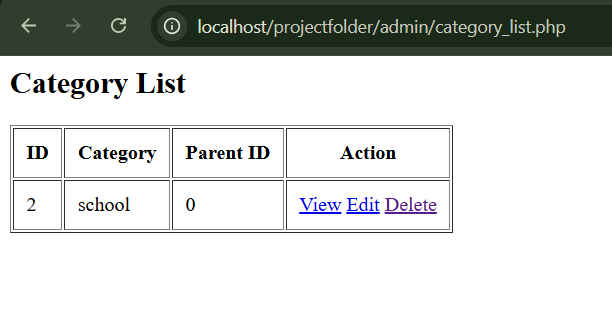 localhost/projectfolder/admin/category_list.php
Category List
ID Category Parent ID Action
2 school 0 View Edit Delete